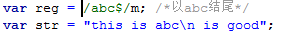 var reg = /abc$/m; /*以abc结尾*/
var str = "this is abc\n is good";